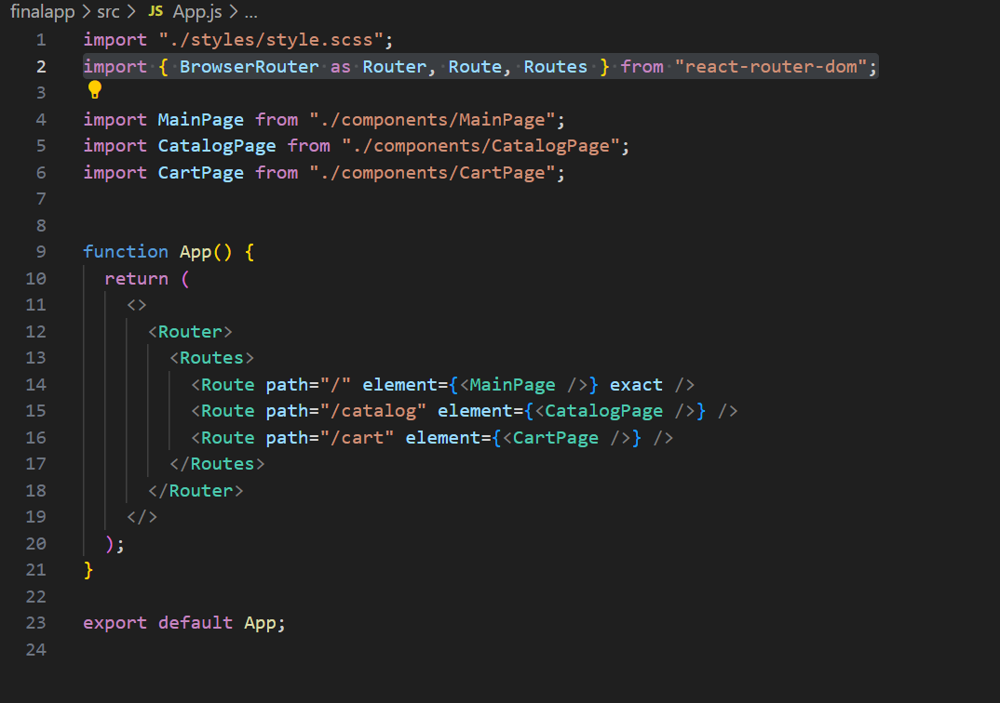 finalapp > src > JS App.js > ...
1 import "./styles/style.scss";
2 import { BrowserRouter as Router, Route, Routes } from "react-router-dom";
3
4 import MainPage from "./components/MainPage";
5 import CatalogPage from "./components/CatalogPage";
6 import CartPage from "./components/CartPage";
7
8
9 function App() {
10   return (
11     <>
12       <Router>
13         <Routes>
14           <Route path="/" element={<MainPage />} exact />
15           <Route path="/catalog" element={<CatalogPage />} />
16           <Route path="/cart" element={<CartPage />} />
17         </Routes>
18       </Router>
19     </>
20   );
21 }
22
23 export default App;
24